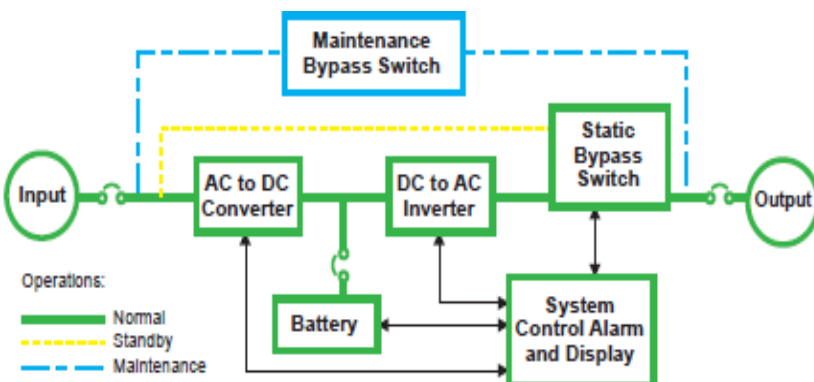 Maintenance
Bypass Switch
Static
Bypass
Switch
Input
AC to DC
Converter
DC to AC
Inverter
Output
Operations:
Normal
Standby
Maintenance
Battery
System
Control Alarm
and Display